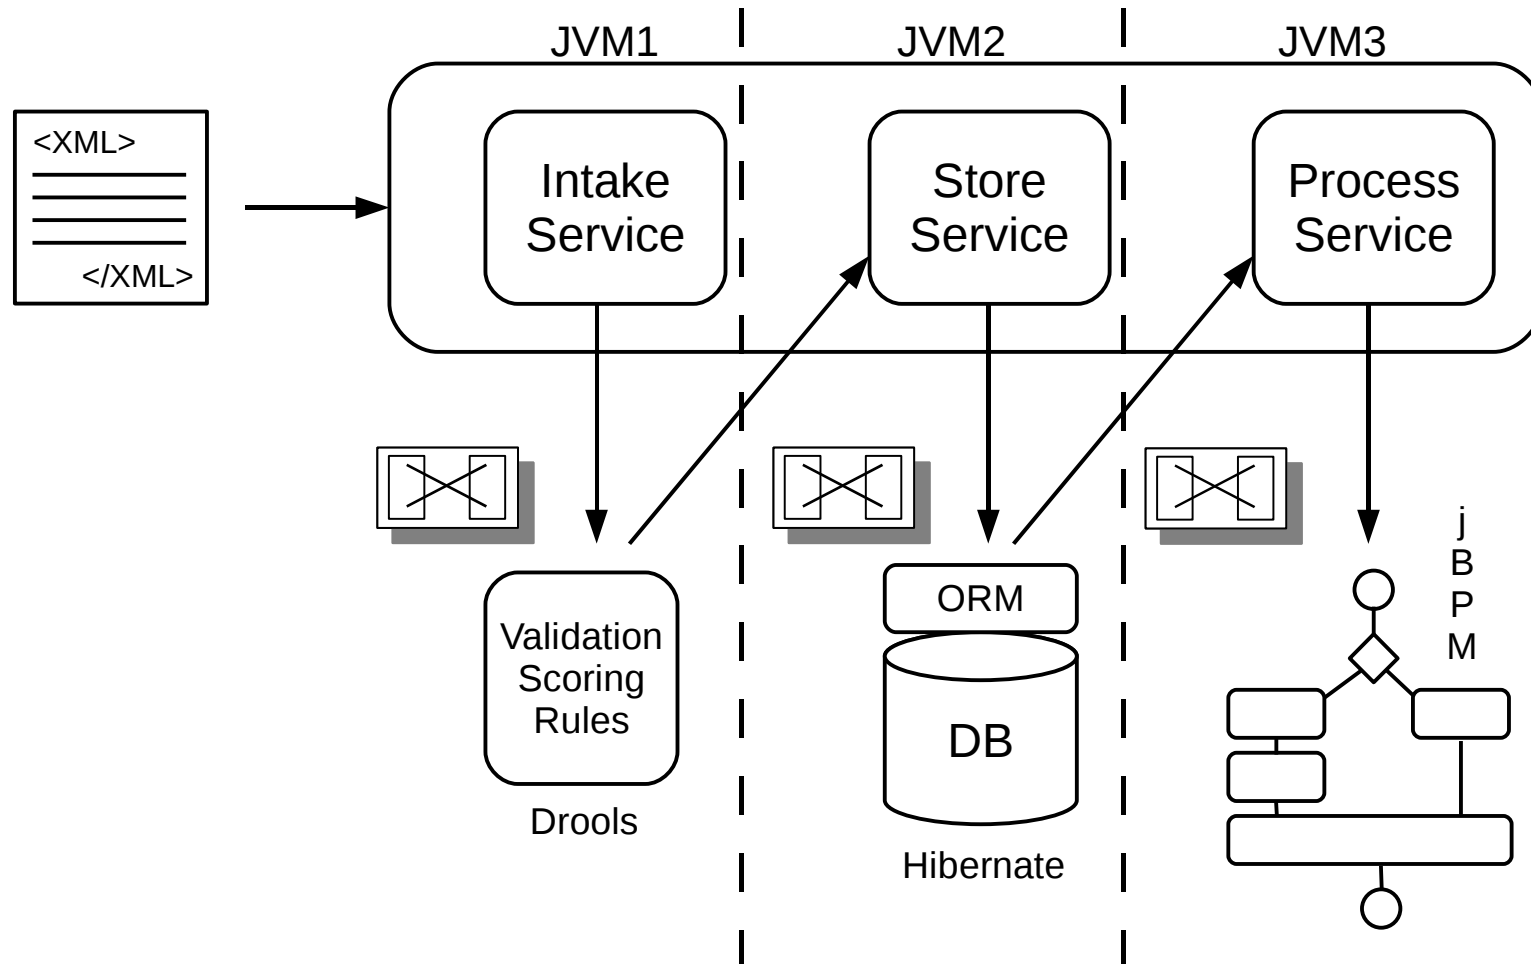 JVM1
JVM2
JVM3
<XML>
</XML>
Intake
Service
Store
Service
Process
Service
Validation
Scoring
Rules
Drools
ORM
DB
Hibernate
j
B
P
M